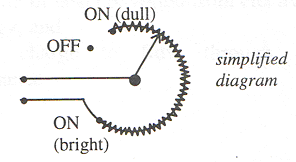 ON (dull)
OFF
simplified
diagram
ON
(bright)